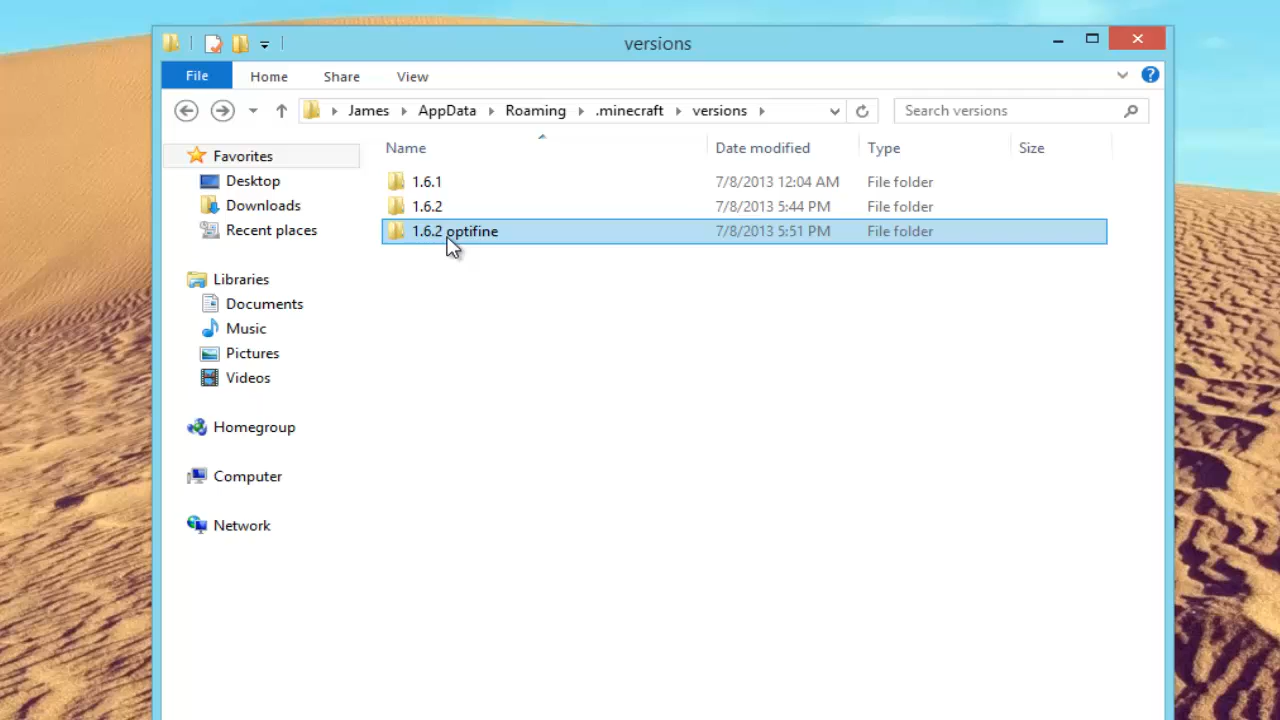 versions
File Home Share View
James AppData Roaming .minecraft versions Search versions
Name Date modified Type Size
1.6.1 7/8/2013 12:04 AM File folder
1.6.2 7/8/2013 5:44 PM File folder
1.6.2 optifine 7/8/2013 5:51 PM File folder
Favorites
Desktop
Downloads
Recent places
Libraries
Documents
Music
Pictures
Videos
Homegroup
Computer
Network